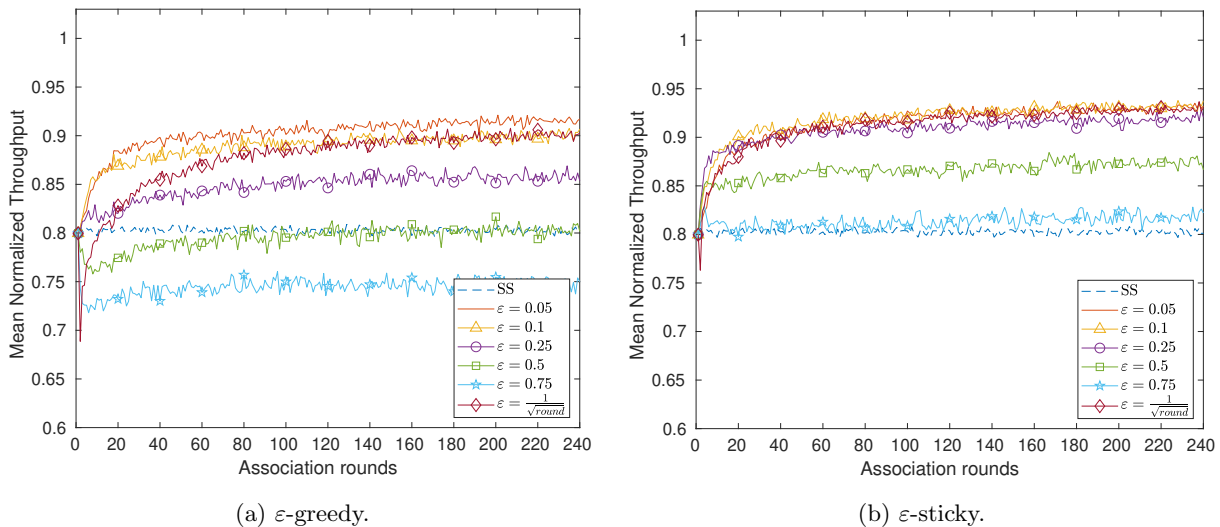 1
0.95
0.9
0.85
0.8
0.75
0.7
0.65
0.6
Mean Normalized Throughput
20 40 60 80 100 120 140 160 180 200 220 240
Association rounds
SS
ε = 0.05
ε = 0.1
ε = 0.25
ε = 0.5
ε = 0.75
ε = 1/√round
(a) ε-greedy.
1
0.95
0.9
0.85
0.8
0.75
0.7
0.65
0.6
Mean Normalized Throughput
20 40 60 80 100 120 140 160 180 200 220 240
Association rounds
SS
ε = 0.05
ε = 0.1
ε = 0.25
ε = 0.5
ε = 0.75
ε = 1/√round
(b) ε-sticky.